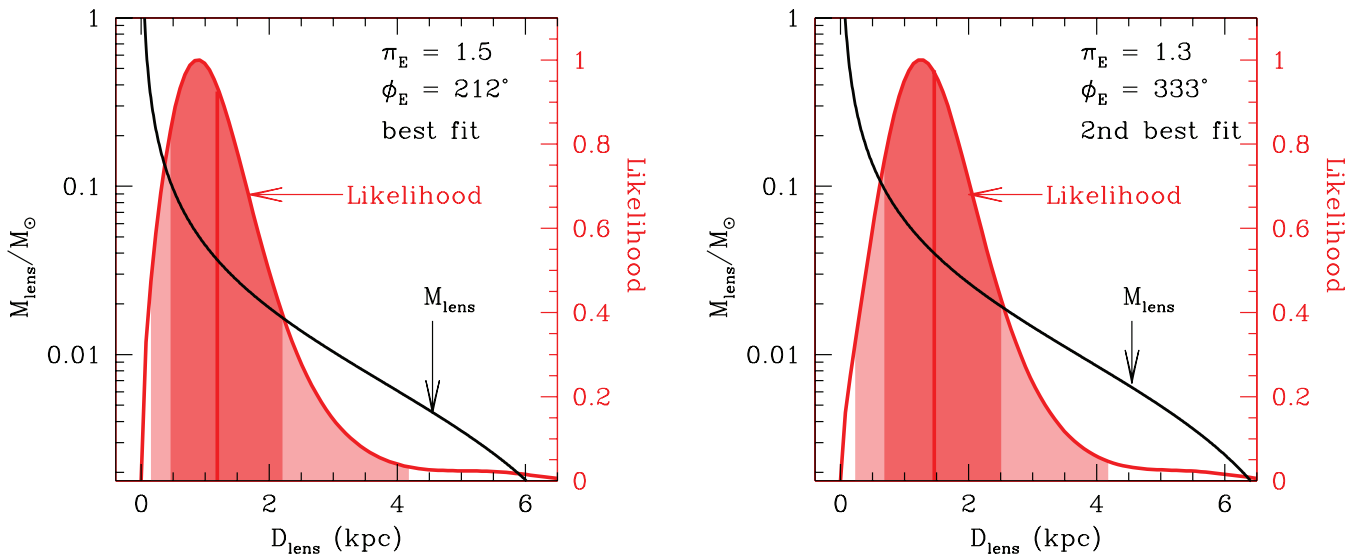 1
0.1
0.01
M_lens/M_⊙
π_E = 1.5
ϕ_E = 212°
best fit
Likelihood
M_lens
1
0.8
0.6
0.4
0.2
0
Likelihood
0 2 4 6
D_lens (kpc)
1
0.1
0.01
M_lens/M_⊙
π_E = 1.3
ϕ_E = 333°
2nd best fit
Likelihood
M_lens
1
0.8
0.6
0.4
0.2
0
Likelihood
0 2 4 6
D_lens (kpc)